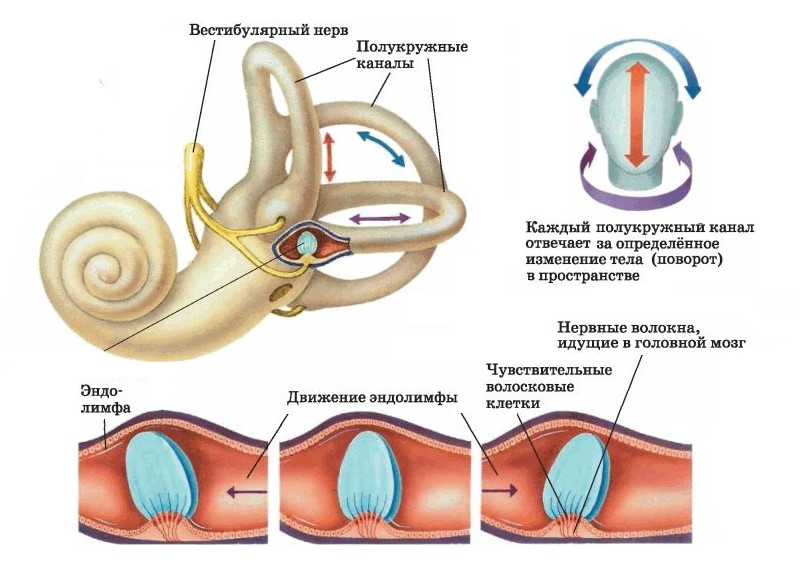 Вестибулярный нерв
Полукружные
каналы
Каждый полукружный канал
отвечает за определённое
изменение тела (поворот)
в пространстве
Нервные волокна,
идущие в головной мозг
Чувствительные
волосковые
клетки
Эндо-
лимфа
Движение эндолимфы